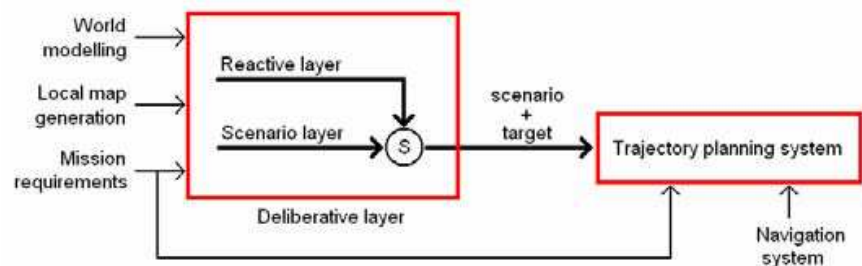 World
modelling
Local map
generation
Mission
requirements
Reactive layer
Scenario layer
S
Deliberative layer
scenario
+
target
Trajectory planning system
Navigation
system